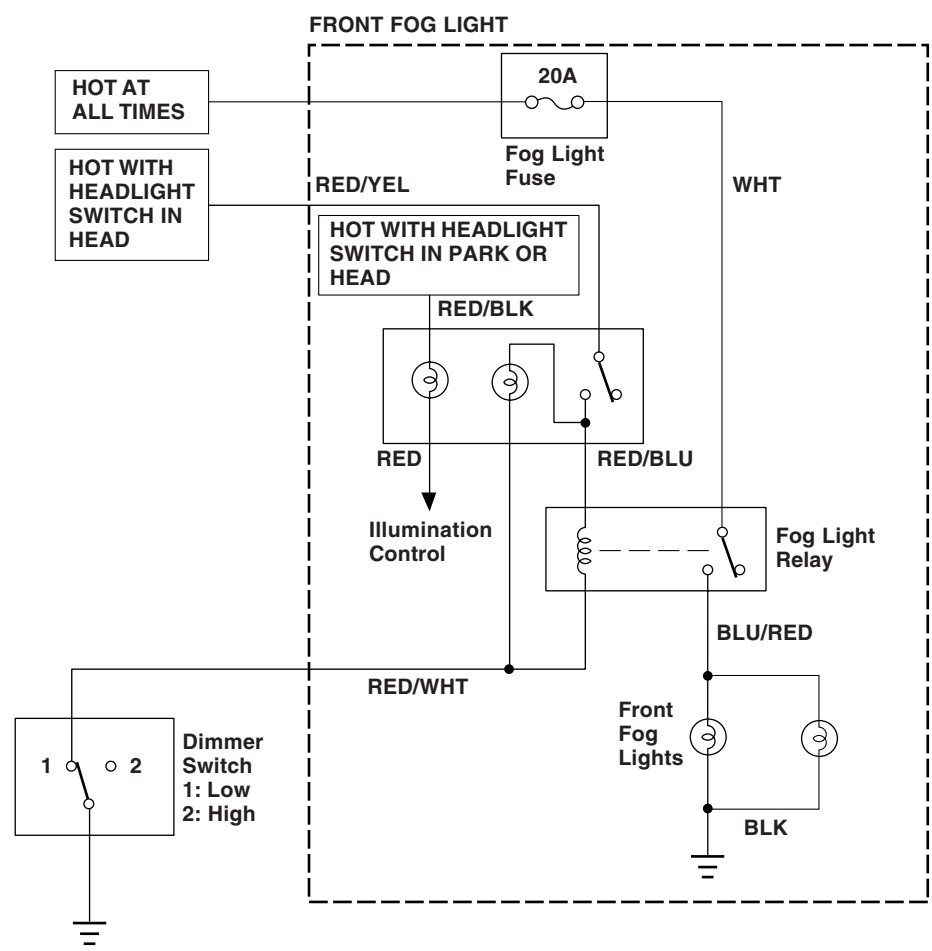 FRONT FOG LIGHT
HOT AT
ALL TIMES
20A
Fog Light
Fuse
HOT WITH
HEADLIGHT
SWITCH IN
HEAD
RED/YEL
WHT
HOT WITH HEADLIGHT
SWITCH IN PARK OR
HEAD
RED/BLK
RED
RED/BLU
Illumination
Control
Fog Light
Relay
BLU/RED
RED/WHT
Front
Fog
Lights
Dimmer
Switch
1: Low
2: High
1
2
BLK